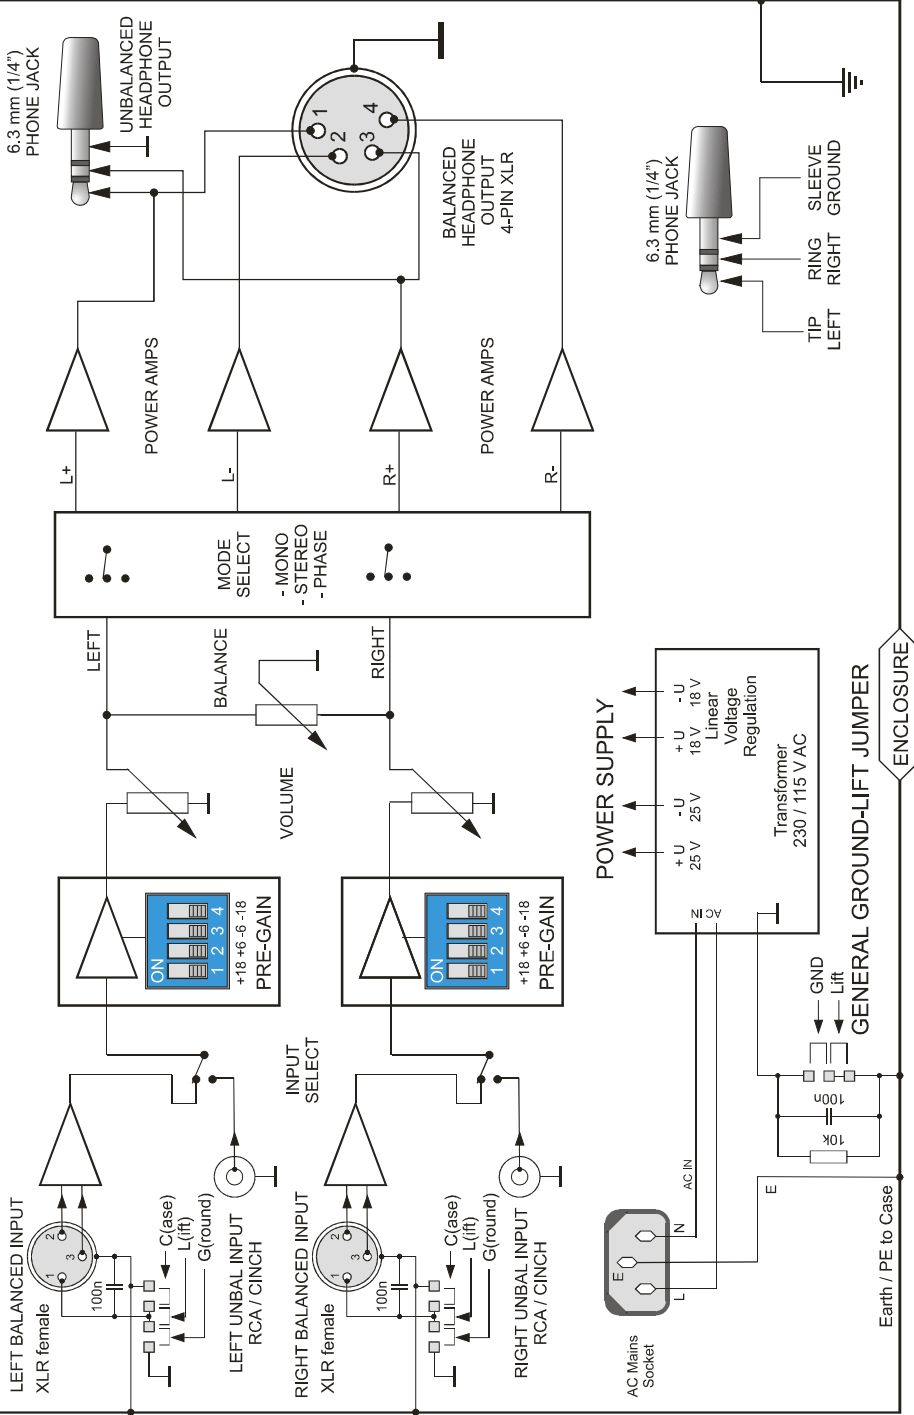 LEFT BALANCED INPUT
XLR female
1
2
3
100n
C(ase)
L(ift)
G(round)
LEFT UNBAL INPUT
RCA / CINCH
INPUT
SELECT
RIGHT BALANCED INPUT
XLR female
1
2
3
100n
C(ase)
L(ift)
G(round)
RIGHT UNBAL INPUT
RCA / CINCH
ON
1 2 3 4
+18 +6 -6 -18
PRE-GAIN
ON
1 2 3 4
+18 +6 -6 -18
PRE-GAIN
VOLUME
BALANCE
LEFT
RIGHT
MODE
SELECT
- MONO
- STEREO
- PHASE
L+
L-
R+
R-
POWER AMPS
POWER AMPS
6.3 mm (1/4")
PHONE JACK
UNBALANCED
HEADPHONE
OUTPUT
1
2
3
4
BALANCED
HEADPHONE
OUTPUT
4-PIN XLR
6.3 mm (1/4")
PHONE JACK
TIP
LEFT
RING
RIGHT
SLEEVE
GROUND
AC Mains
Socket
L
E
N
AC IN
E
Earth / PE to Case
10k
100n
GND
Lift
GENERAL GROUND-LIFT JUMPER
POWER SUPPLY
AC IN
+ U
25 V
- U
25 V
+ U
18 V
- U
18 V
Linear
Voltage
Regulation
Transformer
230 / 115 V AC
ENCLOSURE